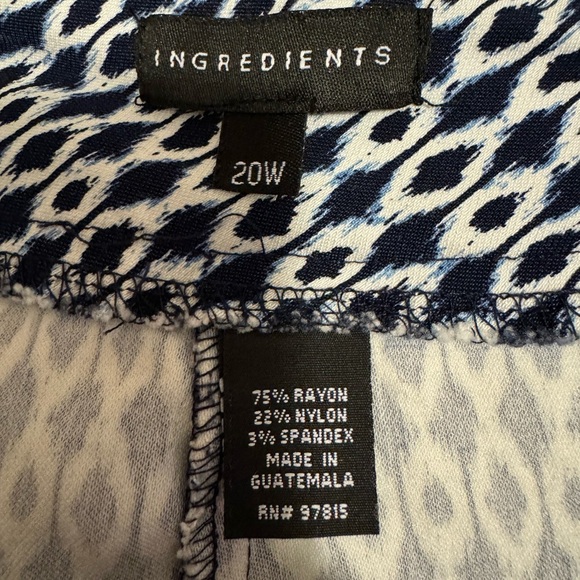 INGREDIENTS
20W
75% RAYON
22% NYLON
3% SPANDEX
MADE IN
GUATEMALA
RN# 97815